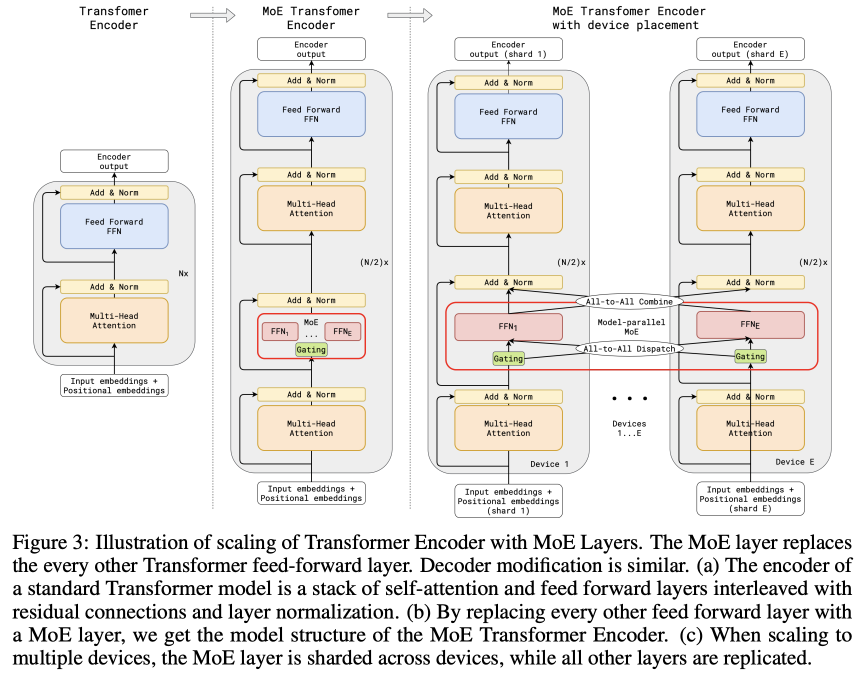 Transfomer
Encoder
MoE Transfomer
Encoder
MoE Transfomer Encoder
with device placement
Encoder
output
Add & Norm
Feed Forward
FFN
Add & Norm
Multi-Head
Attention
Nx
Input embeddings +
Positional embeddings
Encoder
output
Add & Norm
Feed Forward
FFN
Add & Norm
Multi-Head
Attention
(N/2)x
Add & Norm
MoE
FFN1
...
FFNE
Gating
Add & Norm
Multi-Head
Attention
Input embeddings +
Positional embeddings
Encoder
output (shard 1)
Add & Norm
Feed Forward
FFN
Add & Norm
Multi-Head
Attention
(N/2)x
Add & Norm
All-to-All Combine
FFN1
Model-parallel
MoE
All-to-All Dispatch
Gating
Add & Norm
Multi-Head
Attention
Device 1
Input embeddings +
Positional embeddings
(shard 1)
• • •
Devices
1...E
Encoder
output (shard E)
Add & Norm
Feed Forward
FFN
Add & Norm
Multi-Head
Attention
(N/2)x
Add & Norm
FFNE
Gating
Add & Norm
Multi-Head
Attention
Device E
Input embeddings +
Positional embeddings
(shard E)
Figure 3: Illustration of scaling of Transformer Encoder with MoE Layers. The MoE layer replaces
the every other Transformer feed-forward layer. Decoder modification is similar. (a) The encoder of
a standard Transformer model is a stack of self-attention and feed forward layers interleaved with
residual connections and layer normalization. (b) By replacing every other feed forward layer with
a MoE layer, we get the model structure of the MoE Transformer Encoder. (c) When scaling to
multiple devices, the MoE layer is sharded across devices, while all other layers are replicated.